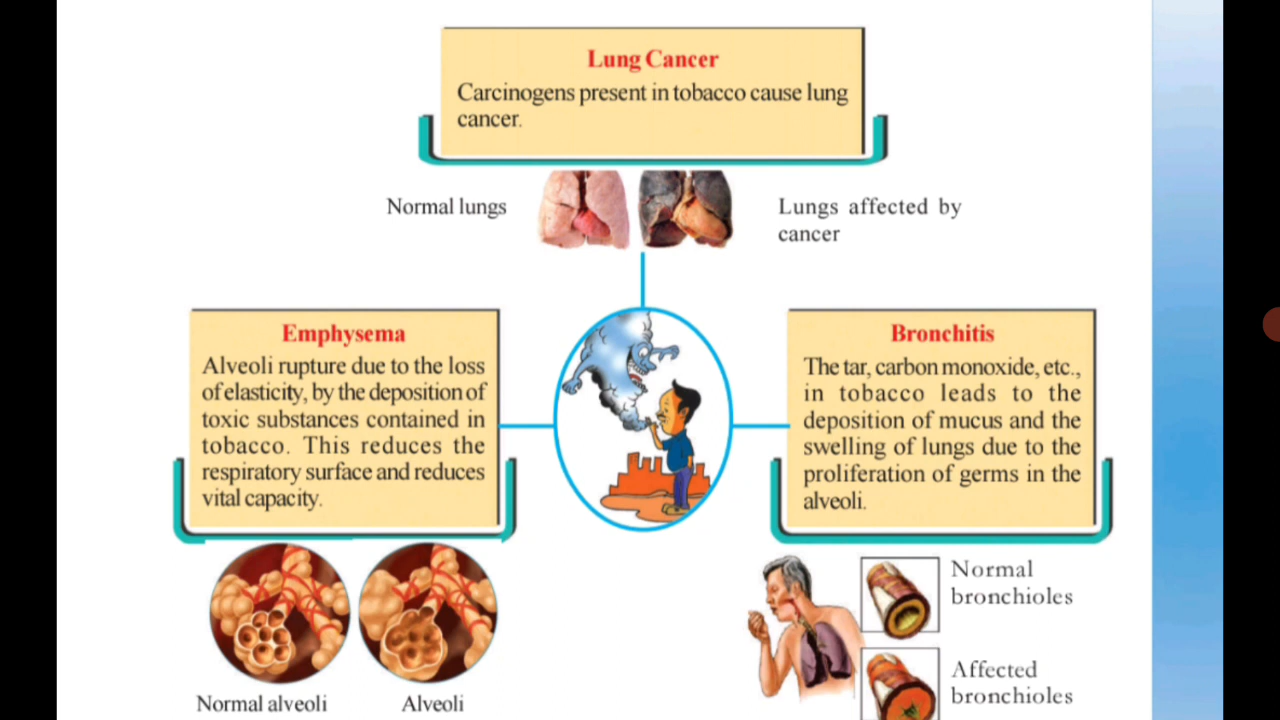 Lung Cancer
Carcinogens present in tobacco cause lung
cancer.
Normal lungs
Lungs affected by
cancer
Emphysema
Alveoli rupture due to the loss
of elasticity, by the deposition of
toxic substances contained in
tobacco. This reduces the
respiratory surface and reduces
vital capacity.
Normal alveoli
Alveoli
Bronchitis
The tar, carbon monoxide, etc.,
in tobacco leads to the
deposition of mucus and the
swelling of lungs due to the
proliferation of germs in the
alveoli.
Normal
bronchioles
Affected
bronchioles